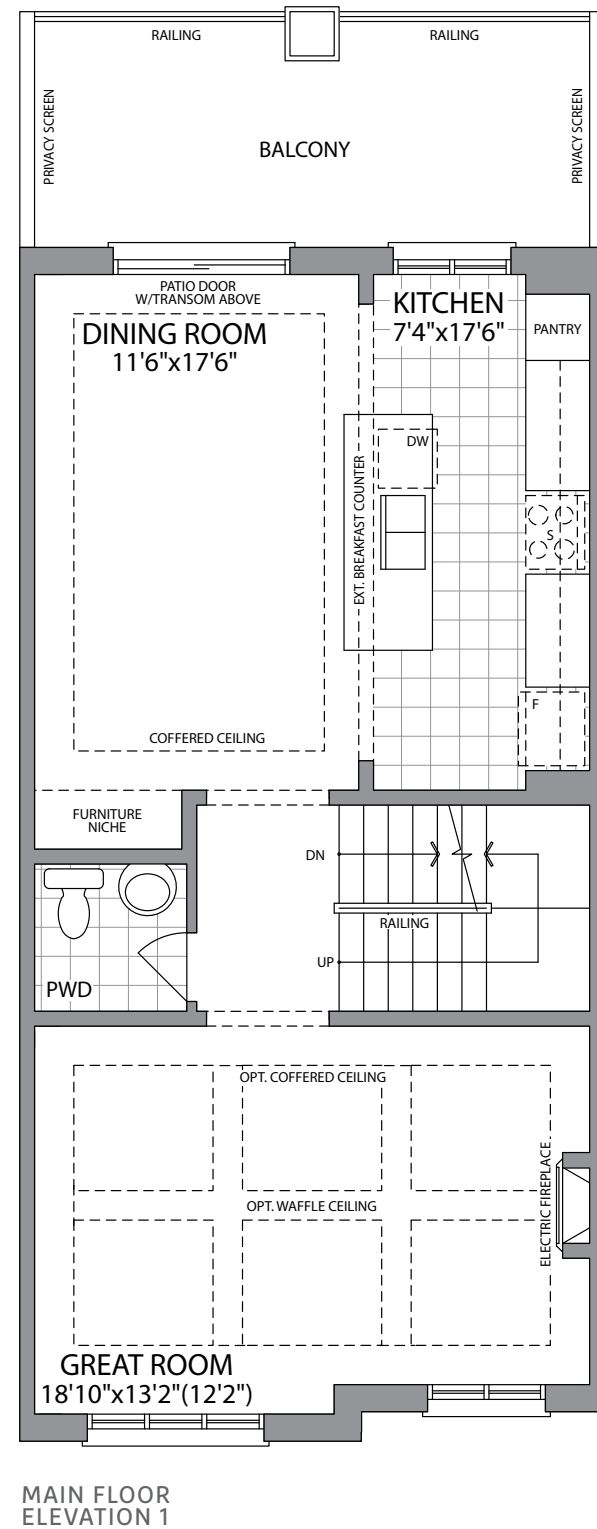 RAILING
RAILING
PRIVACY SCREEN
PRIVACY SCREEN
BALCONY
PATIO DOOR
W/TRANSOM ABOVE
DINING ROOM
11'6"x17'6"
KITCHEN
7'4"x17'6"
PANTRY
DW
EXT. BREAKFAST COUNTER
S
F
COFFERED CEILING
FURNITURE
NICHE
DN
RAILING
UP
PWD
OPT. COFFERED CEILING
OPT. WAFFLE CEILING
ELECTRIC FIREPLACE
GREAT ROOM
18'10"x13'2"(12'2")
MAIN FLOOR
ELEVATION 1